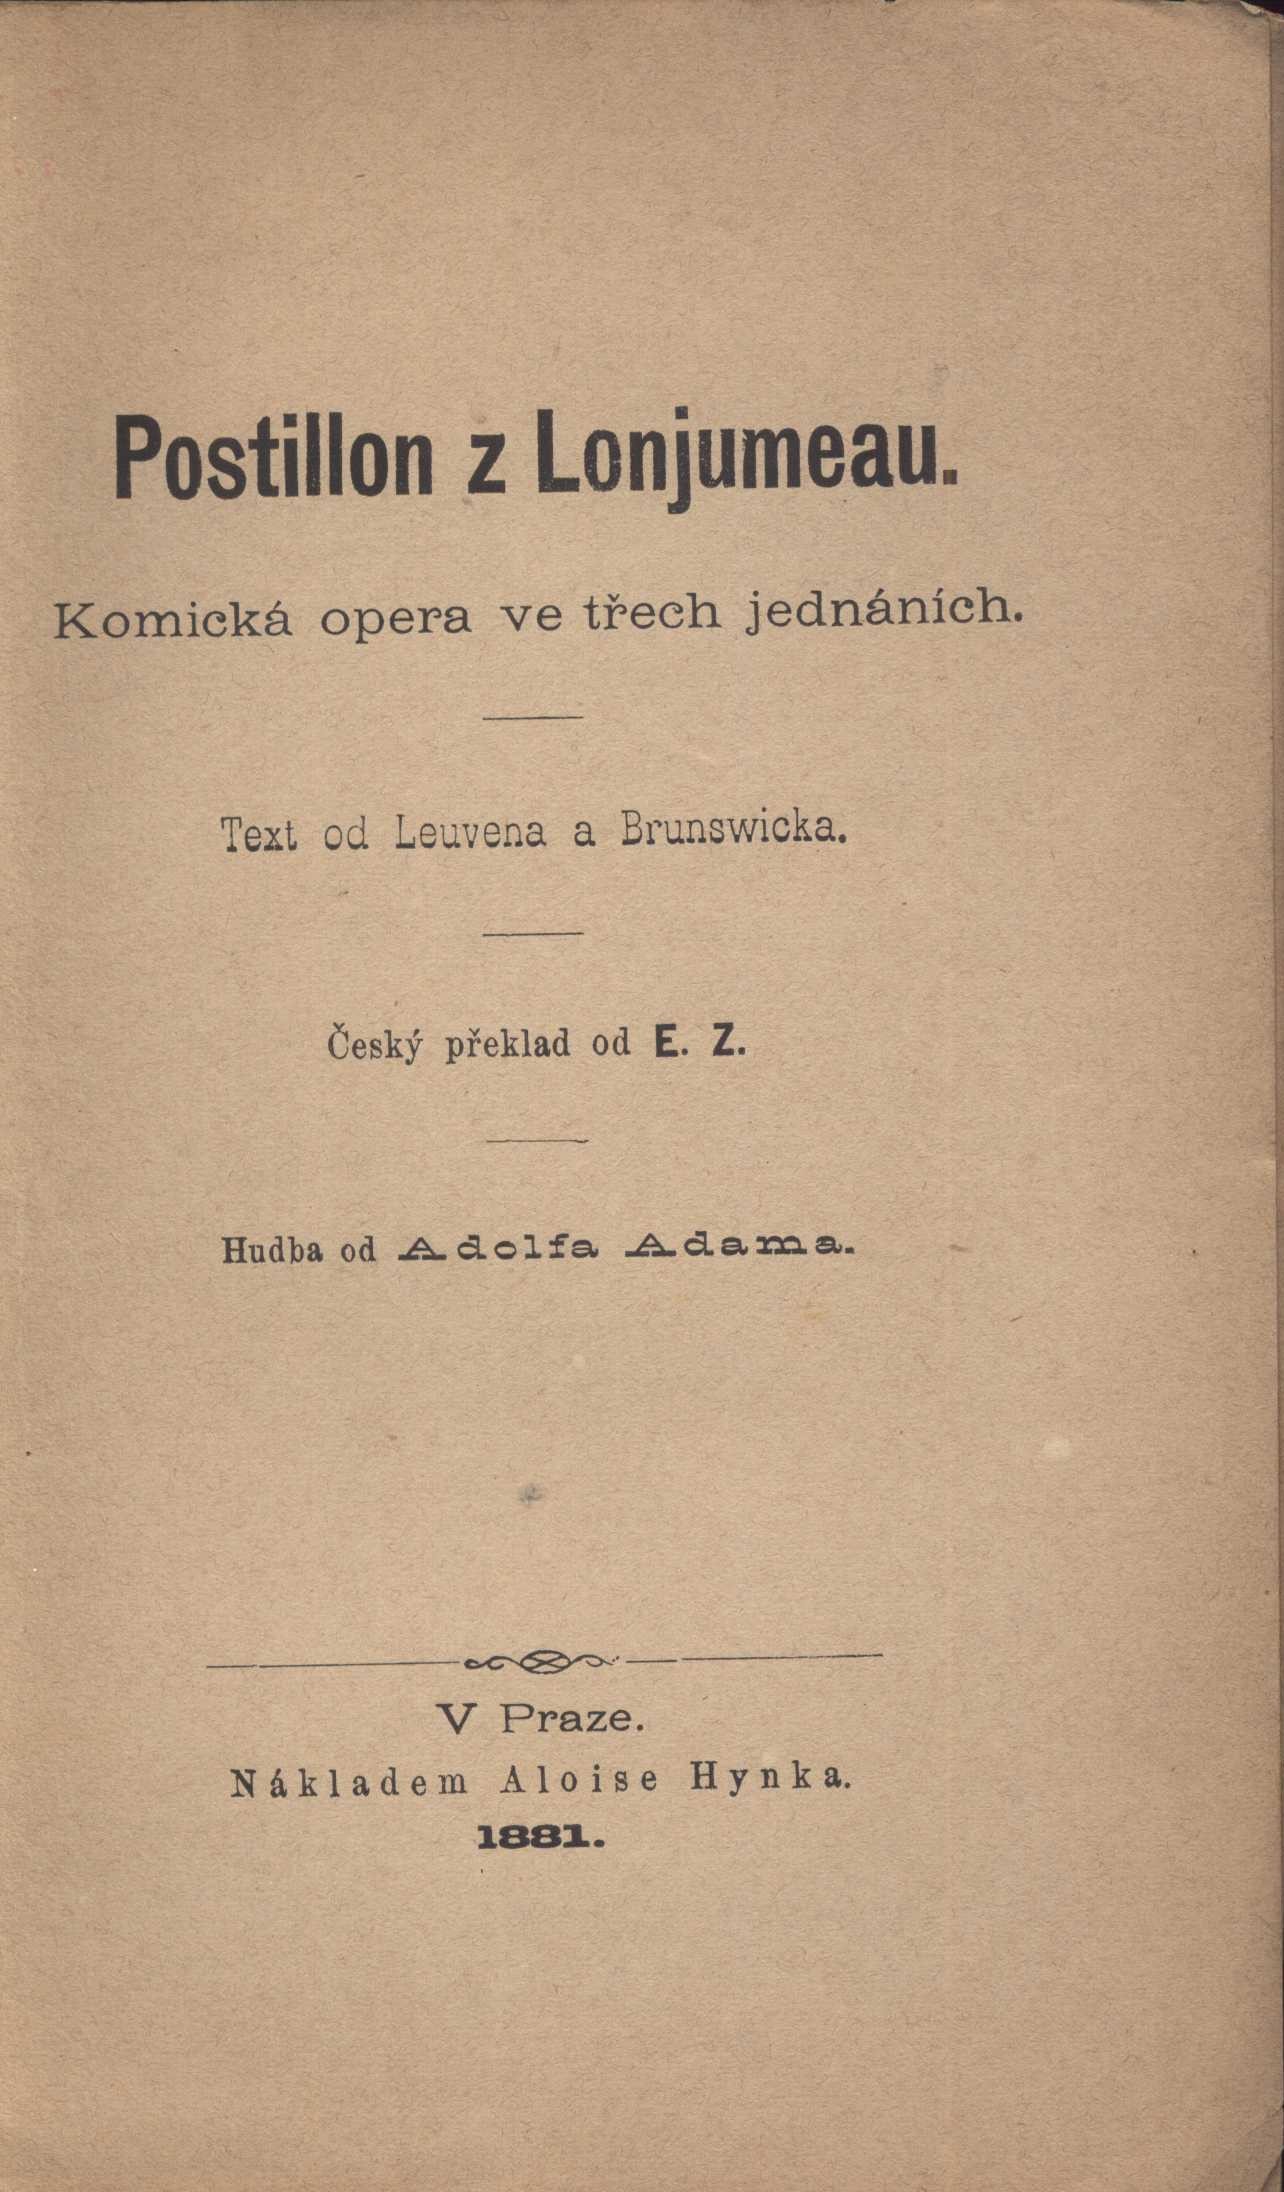 Postillon z Lonjumeau.
Komická opera ve třech jednáních.
Text od Leuvena a Brunswicka.
Český překlad od E. Z.
Hudba od Adolfa Adama.
V Praze.
Nákladem Aloise Hynka.
1881.